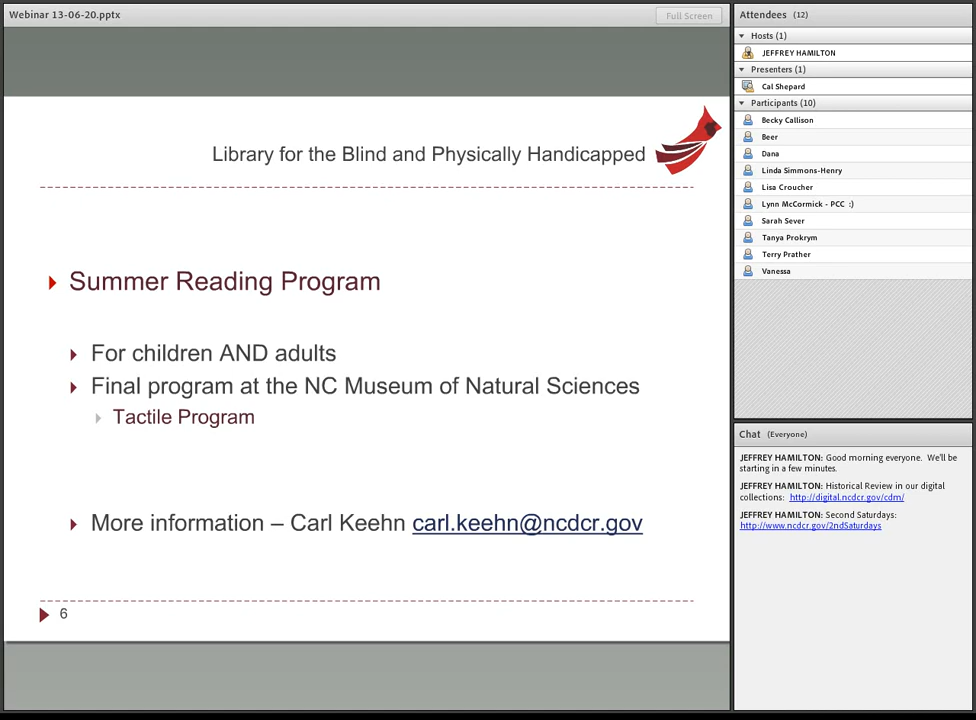 Webinar 13-06-20.pptx
Full Screen
Library for the Blind and Physically Handicapped
Summer Reading Program
For children AND adults
Final program at the NC Museum of Natural Sciences
Tactile Program
More information – Carl Keehn carl.keehn@ncdcr.gov
6
Attendees (12)
Hosts (1)
JEFFREY HAMILTON
Presenters (1)
Cal Shepard
Participants (10)
Becky Callison
Beer
Dana
Linda Simmons-Henry
Lisa Croucher
Lynn McCormick - PCC :)
Sarah Sever
Tanya Prokrym
Terry Prather
Vanessa
Chat (Everyone)
JEFFREY HAMILTON: Good morning everyone. We'll be
starting in a few minutes.
JEFFREY HAMILTON: Historical Review in our digital
collections: http://digital.ncdcr.gov/cdm/
JEFFREY HAMILTON: Second Saturdays:
http://www.ncdcr.gov/2ndSaturdays